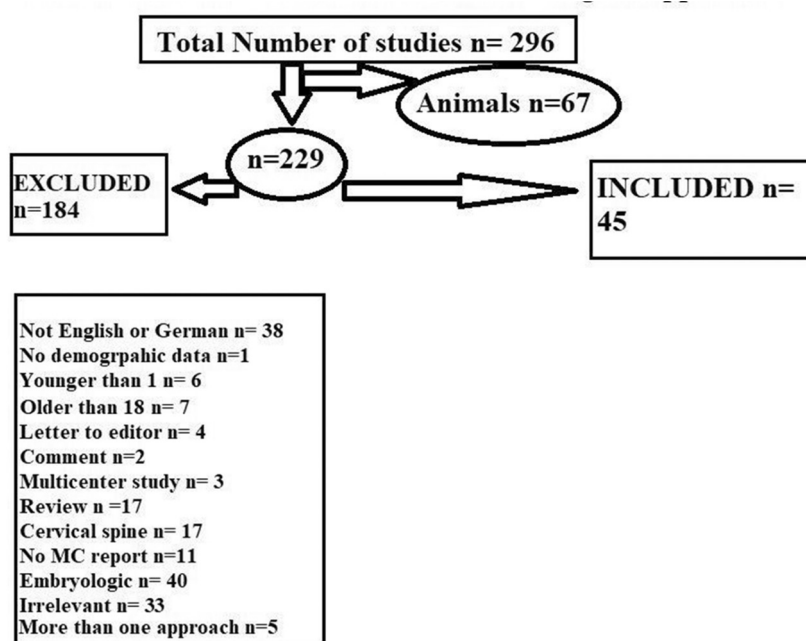 Total Number of studies n= 296
Animals n=67
n=229
EXCLUDED
n=184
INCLUDED n=
45
Not English or German n= 38
No demogrpahic data n=1
Younger than 1 n= 6
Older than 18 n= 7
Letter to editor n= 4
Comment n=2
Multicenter study n= 3
Review n =17
Cervical spine n= 17
No MC report n=11
Embryologic n= 40
Irrelevant n= 33
More than one approach n=5